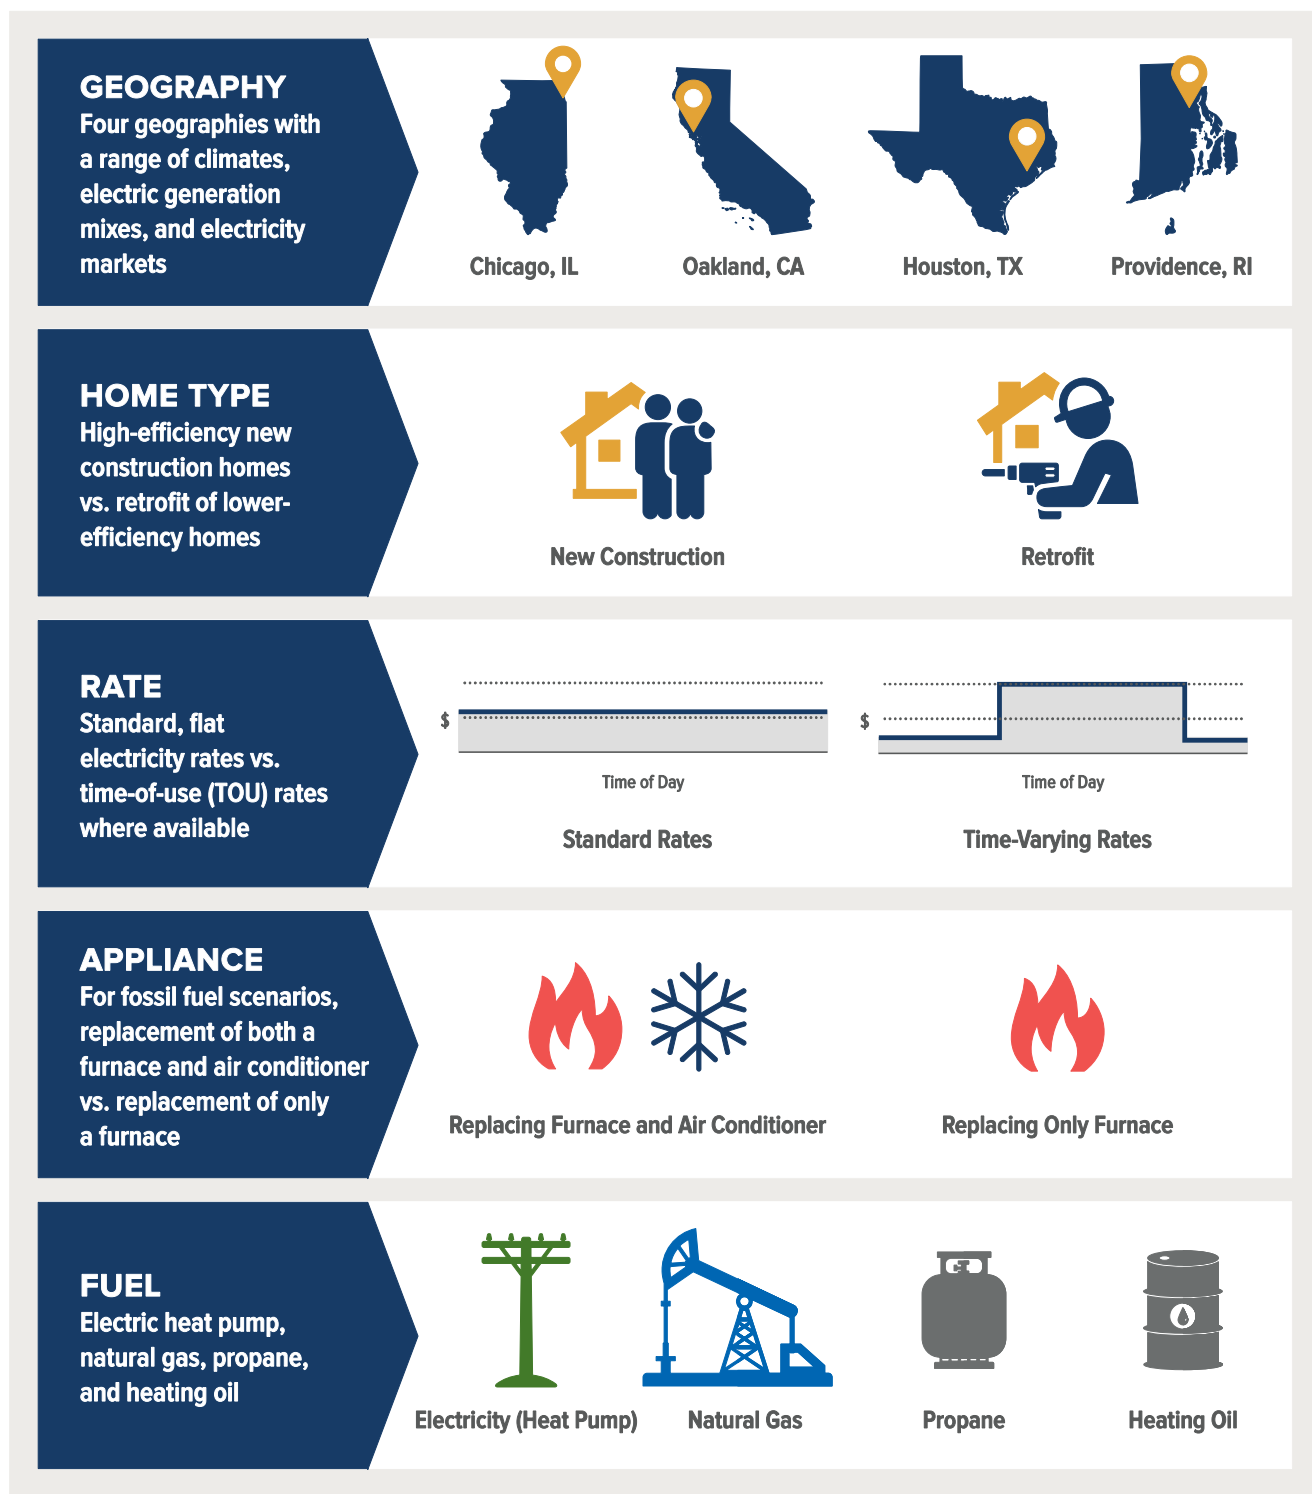 GEOGRAPHY
Four geographies with
a range of climates,
electric generation
mixes, and electricity
markets
Chicago, IL
Oakland, CA
Houston, TX
Providence, RI
HOME TYPE
High-efficiency new
construction homes
vs. retrofit of lower-
efficiency homes
New Construction
Retrofit
RATE
Standard, flat
electricity rates vs.
time-of-use (TOU) rates
where available
$
Time of Day
Standard Rates
$
Time of Day
Time-Varying Rates
APPLIANCE
For fossil fuel scenarios,
replacement of both a
furnace and air conditioner
vs. replacement of only
a furnace
Replacing Furnace and Air Conditioner
Replacing Only Furnace
FUEL
Electric heat pump,
natural gas, propane,
and heating oil
Electricity (Heat Pump)
Natural Gas
Propane
Heating Oil